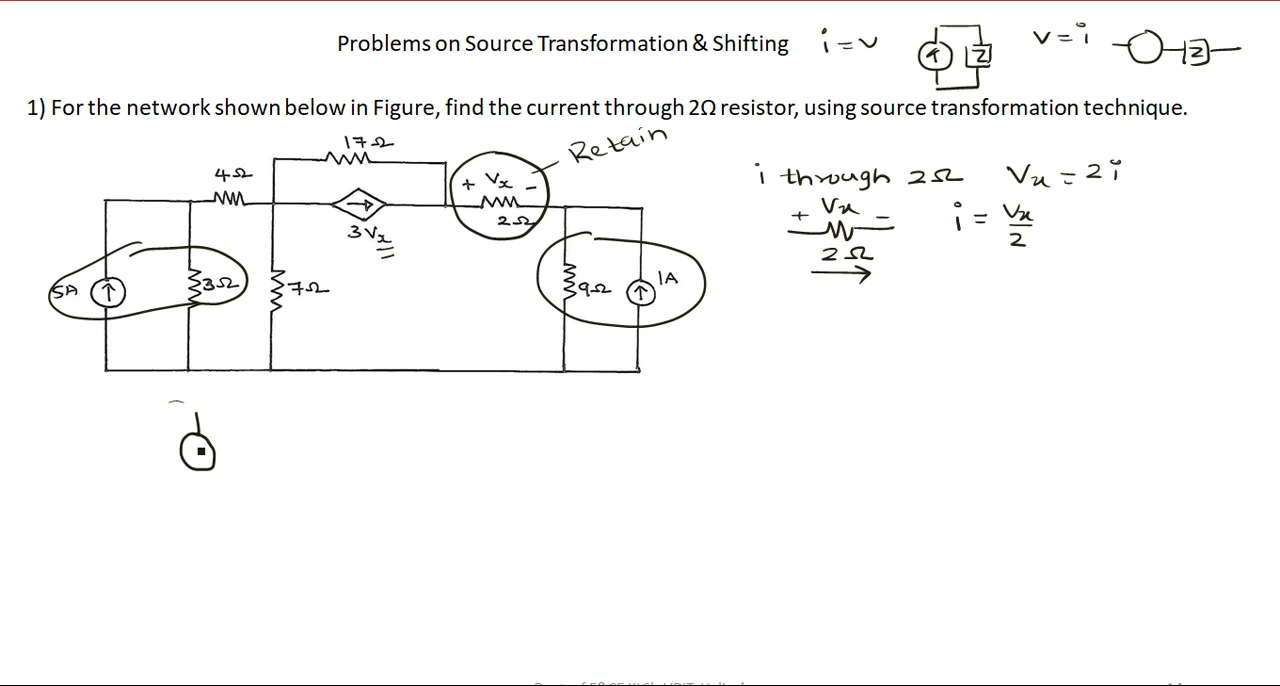 Problems on Source Transformation & Shifting i = v 1 Z v = i Z
1) For the network shown below in Figure, find the current through 2Ω resistor, using source transformation technique.
17Ω
Retain
4Ω
+ Vx -
i through 2Ω Vx = 2i
+ Vx -
i = Vx/2
3Vx
2Ω
2Ω
5A
3Ω
7Ω
9Ω
1A